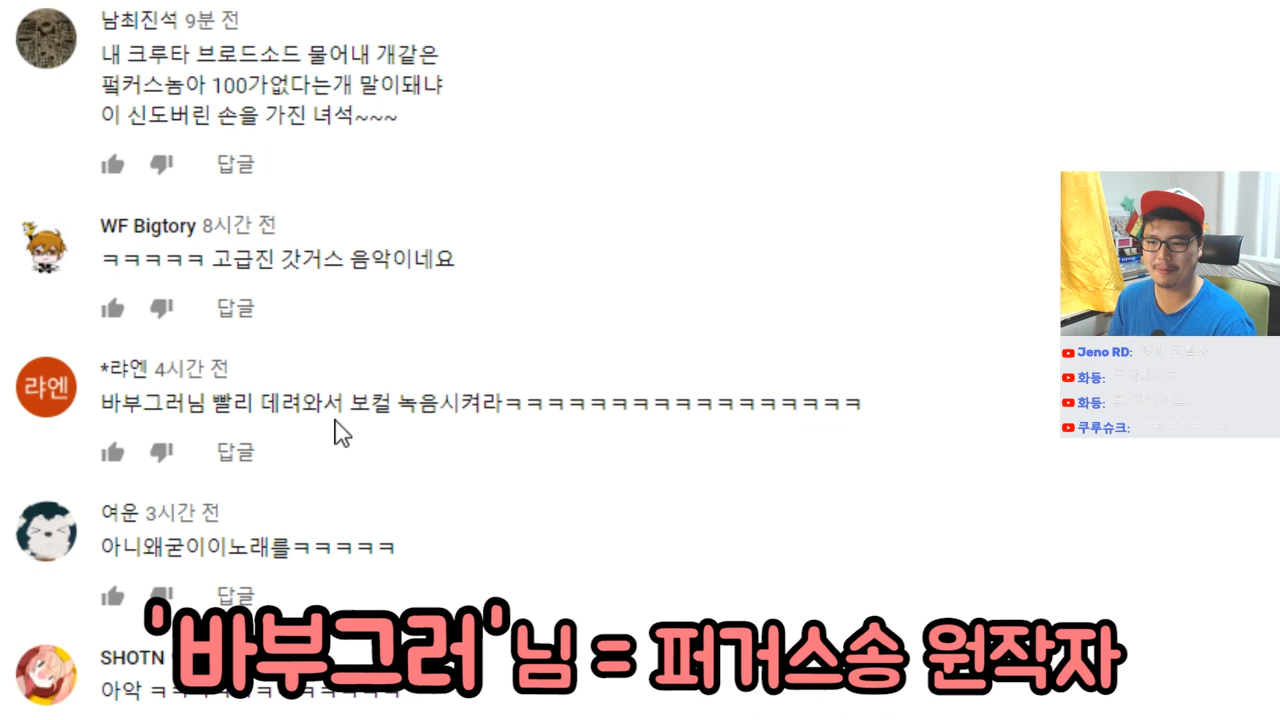 남최진석 9분 전
내 크루타 브로드소드 물어내 개같은
펔커스놈아 100가없다는개 말이돼냐
이 신도버린 손을 가진 녀석~~~
답글
WF Bigtory 8시간 전
ㅋㅋㅋㅋㅋ 고급진 갓거스 음악이네요
답글
랴엔
*랴엔 4시간 전
바부그러님 빨리 데려와서 보컬 녹음시켜라ㅋㅋㅋㅋㅋㅋㅋㅋㅋㅋㅋㅋㅋㅋㅋㅋㅋ
답글
여운 3시간 전
아니왜굳이이노래를ㅋㅋㅋㅋㅋ
답글
SHOTN
아악
'바부그러'님 = 퍼거스송 원작자
Jeno RD:
화등:
화등:
쿠루슈크: